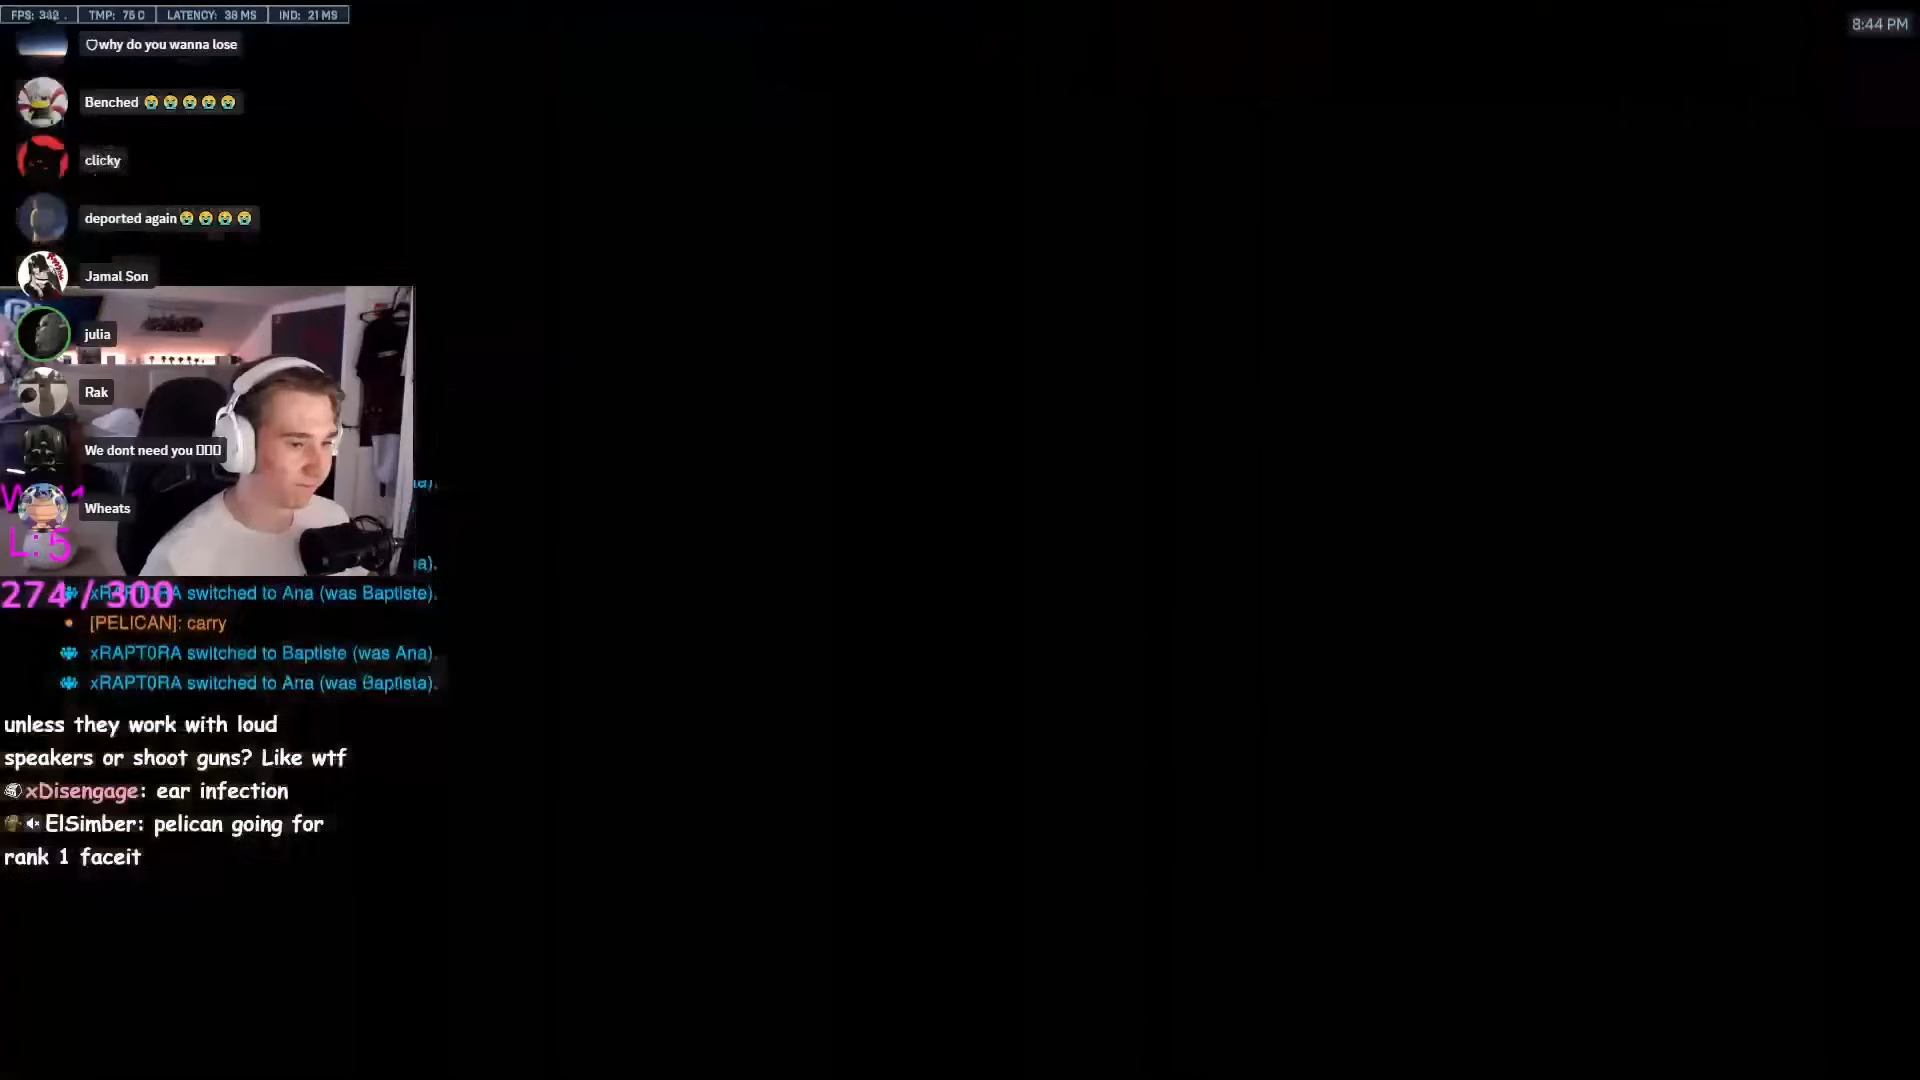 FPS: 342 TMP: 75 C LATENCY: 38 MS IND: 21 MS
8:44 PM
why do you wanna lose
Benched 😭😭😭😭😭
clicky
deported again😭😭😭😭
Jamal Son
julia
Rak
We dont need you
Wheats
L: 5
274 / 300
xRAPT0RA switched to Ana (was Baptiste).
[PELICAN]: carry
xRAPT0RA switched to Baptiste (was Ana).
xRAPT0RA switched to Ana (was Baptiste).
unless they work with loud
speakers or shoot guns? Like wtf
xDisengage: ear infection
ElSimber: pelican going for
rank 1 faceit